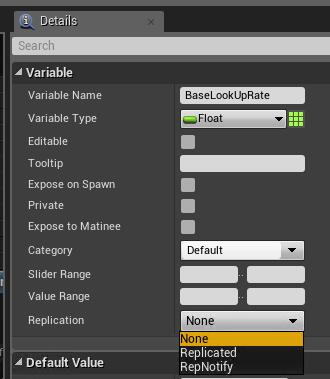 Details
Search
Variable
Variable Name BaseLookUpRate
Variable Type Float
Editable
Tooltip
Expose on Spawn
Private
Expose to Matinee
Category Default
Slider Range ..
Value Range ..
Replication None
None
Replicated
RepNotify
Default Value